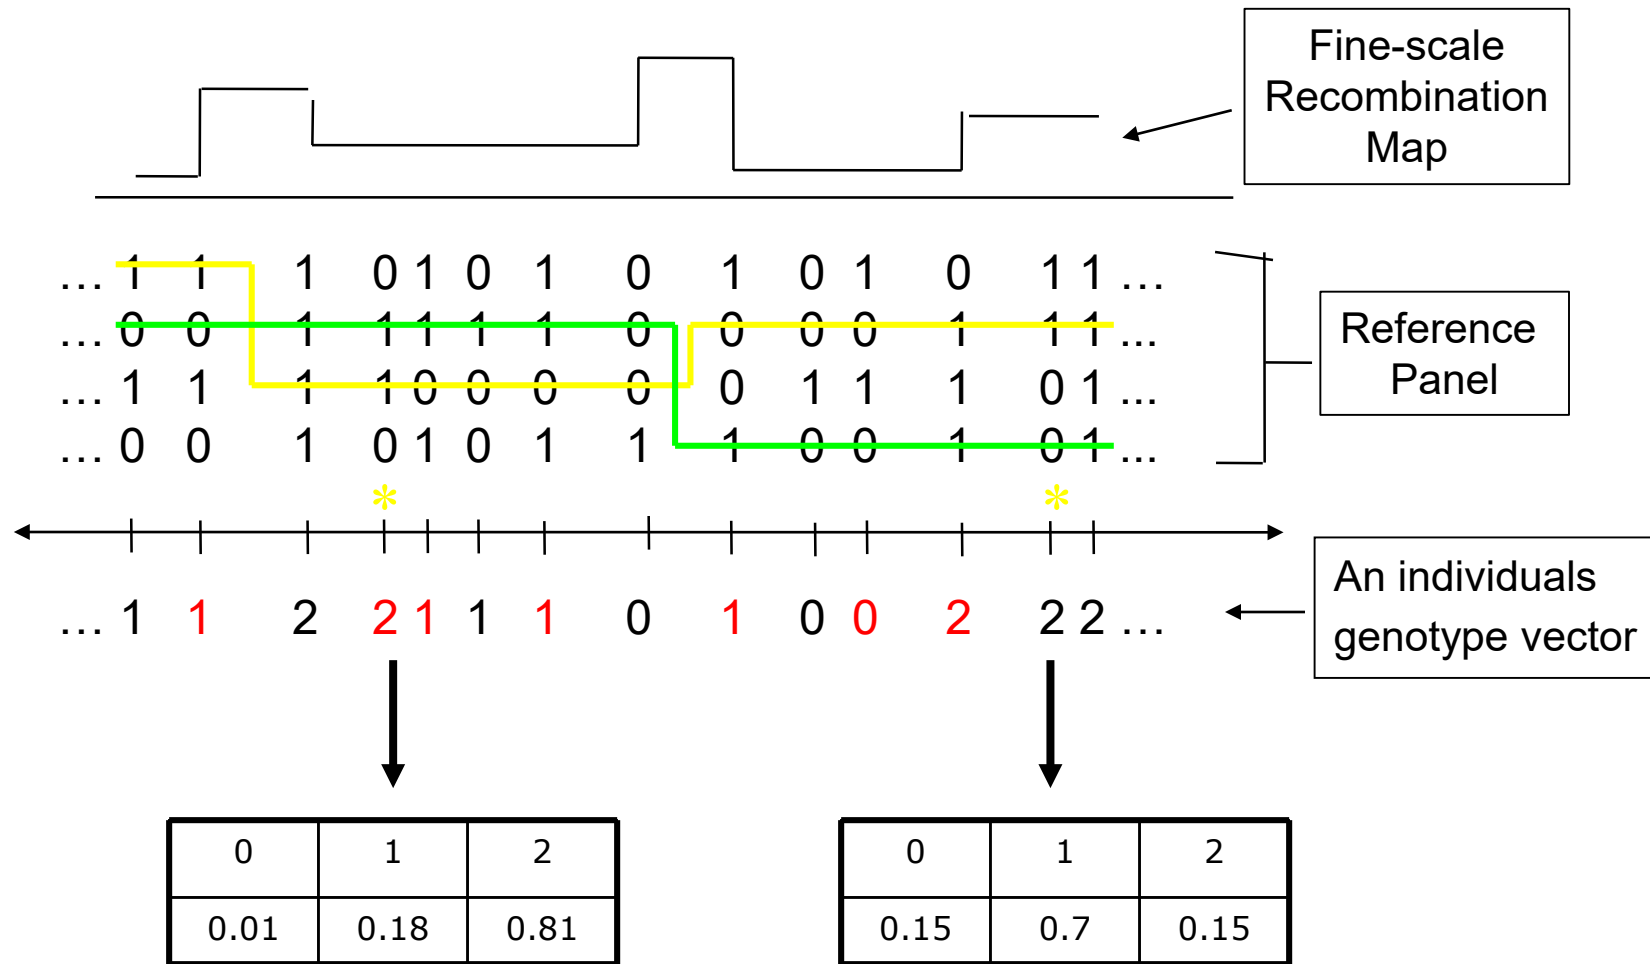 Fine-scale
Recombination
Map
... 1 1 1 0 1 0 1 0 1 0 1 0 1 1 ...
... 0 0 1 1 1 1 1 0 0 0 0 1 1 1 ...
... 1 1 1 1 0 0 0 0 0 1 1 1 0 1 ...
... 0 0 1 0 1 0 1 1 1 0 0 1 0 1 ...
Reference
Panel
* *
... 1 1 2 2 1 1 1 0 1 0 0 2 2 2 ...
An individuals
genotype vector
0 1 2
0.01 0.18 0.81
0 1 2
0.15 0.7 0.15